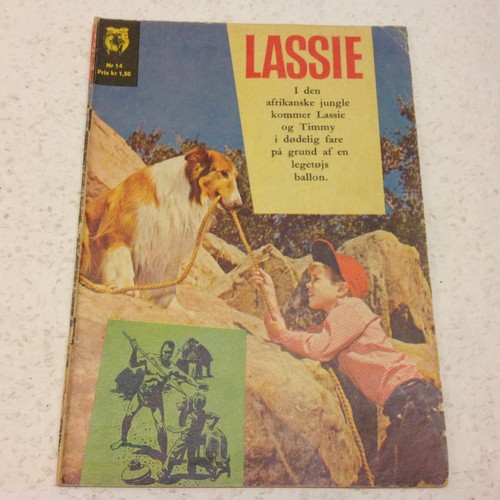 Nr 14
Pris kr 1,50
LASSIE
I den
afrikanske jungle
kommer Lassie
og Timmy
i dødelig fare
på grund af en
legetøjs
ballon.